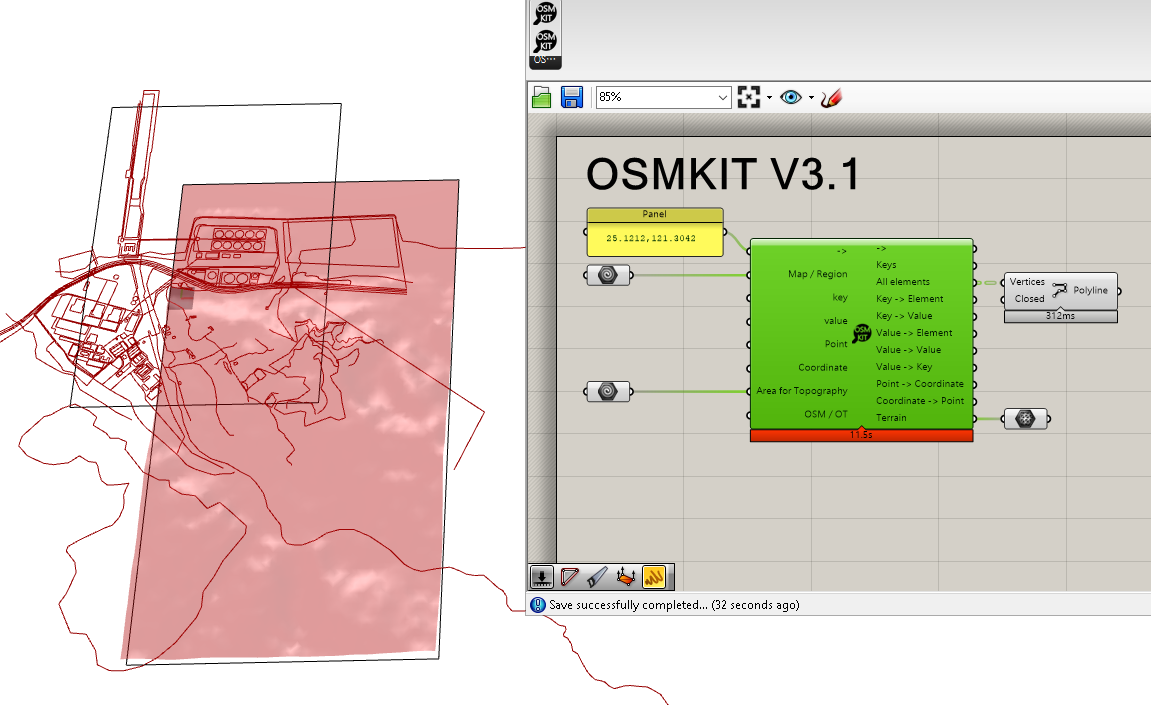 OSM
KIT
OSM
KIT
OS...
85%
OSMKIT V3.1
Panel
25.1212,121.3042
->
Map / Region
key
value
Point
Coordinate
Area for Topography
OSM / OT
OSM
KIT
->
Keys
All elements
Key -> Element
Key -> Value
Value -> Element
Value -> Value
Value -> Key
Point -> Coordinate
Coordinate -> Point
Terrain
11.5s
Vertices
Closed
Polyline
312ms
Save successfully completed... (32 seconds ago)